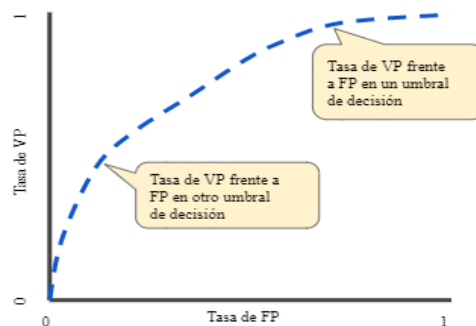 1
Tasa de VP
Tasa de VP frente
a FP en un umbral
de decisión
Tasa de VP frente a
FP en otro umbral
de decisión
0
0
Tasa de FP
1